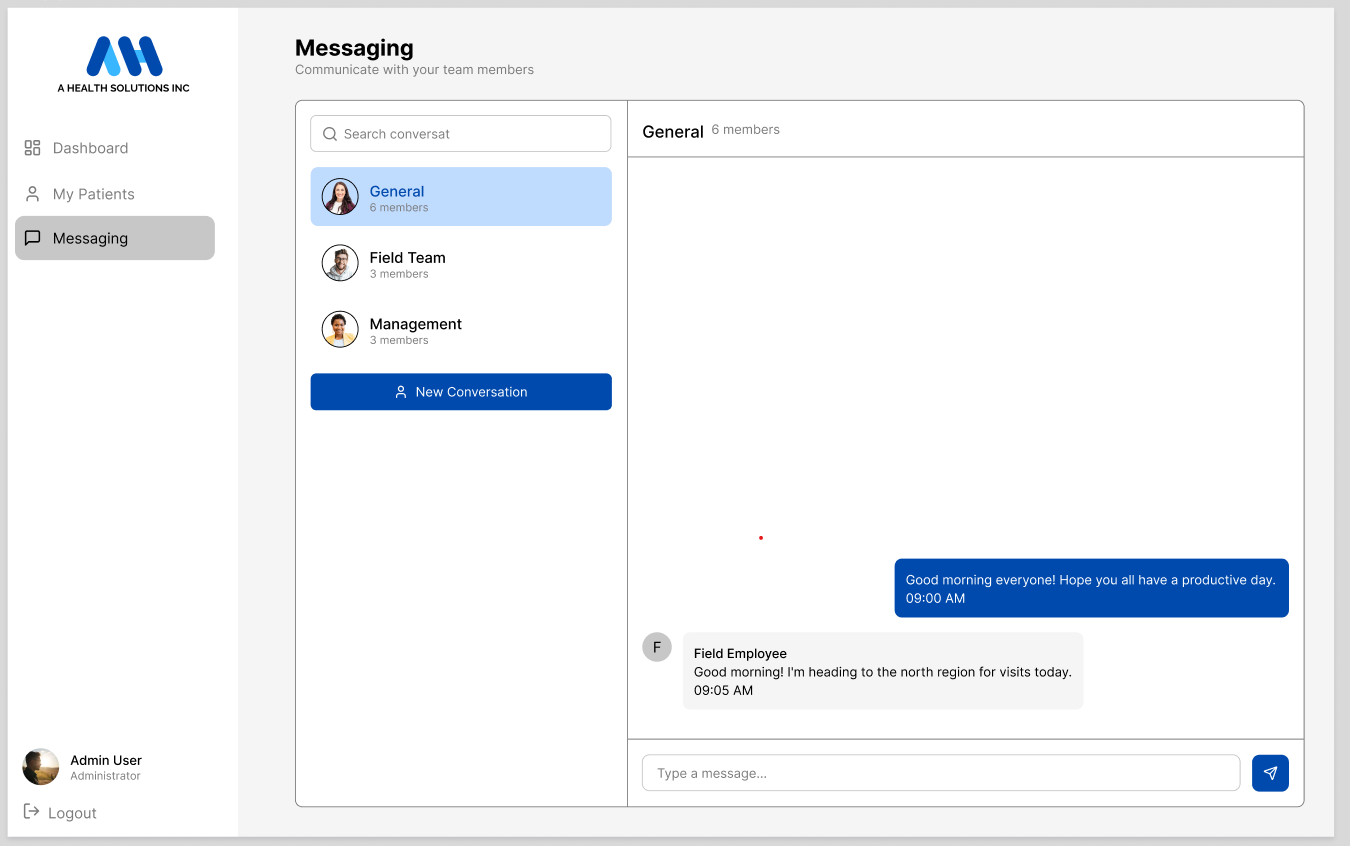 A HEALTH SOLUTIONS INC
Dashboard
My Patients
Messaging
Admin User
Administrator
Logout
Messaging
Communicate with your team members
Search conversat
General
6 members
Field Team
3 members
Management
3 members
New Conversation
General 6 members
Good morning everyone! Hope you all have a productive day.
09:00 AM
F
Field Employee
Good morning! I'm heading to the north region for visits today.
09:05 AM
Type a message...